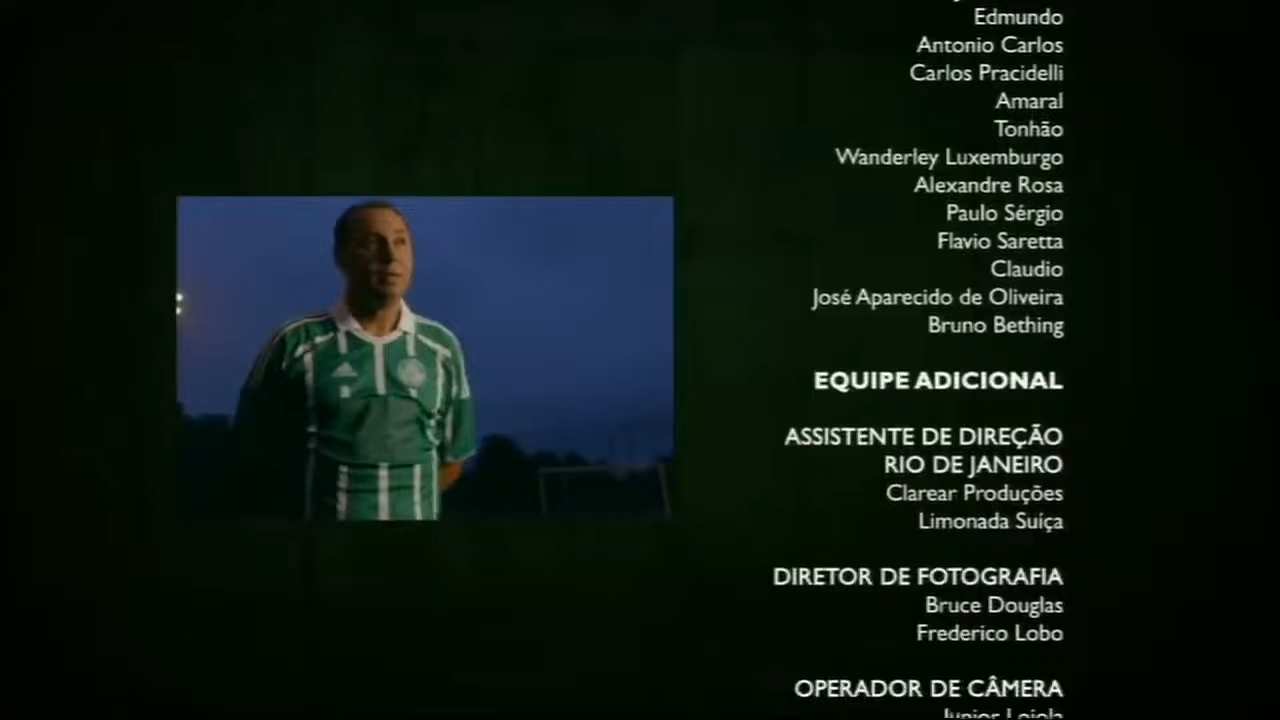 Edmundo
Antonio Carlos
Carlos Pracidelli
Amaral
Tonhão
Wanderley Luxemburgo
Alexandre Rosa
Paulo Sérgio
Flavio Saretta
Claudio
José Aparecido de Oliveira
Bruno Bething
EQUIPE ADICIONAL
ASSISTENTE DE DIREÇÃO
RIO DE JANEIRO
Clarear Produções
Limonada Suíça
DIRETOR DE FOTOGRAFIA
Bruce Douglas
Frederico Lobo
OPERADOR DE CÂMERA